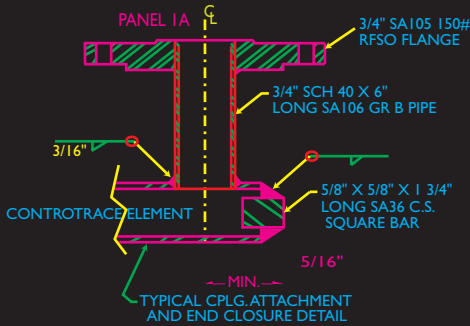 PANEL 1A
CL
3/4" SA105 150#
RFSO FLANGE
3/4" SCH 40 X 6"
LONG SA106 GR B PIPE
3/16"
5/8" X 5/8" X 1 3/4"
LONG SA36 C.S.
SQUARE BAR
CONTROTRACE ELEMENT
5/16"
MIN.
TYPICAL CPLG. ATTACHMENT
AND END CLOSURE DETAIL